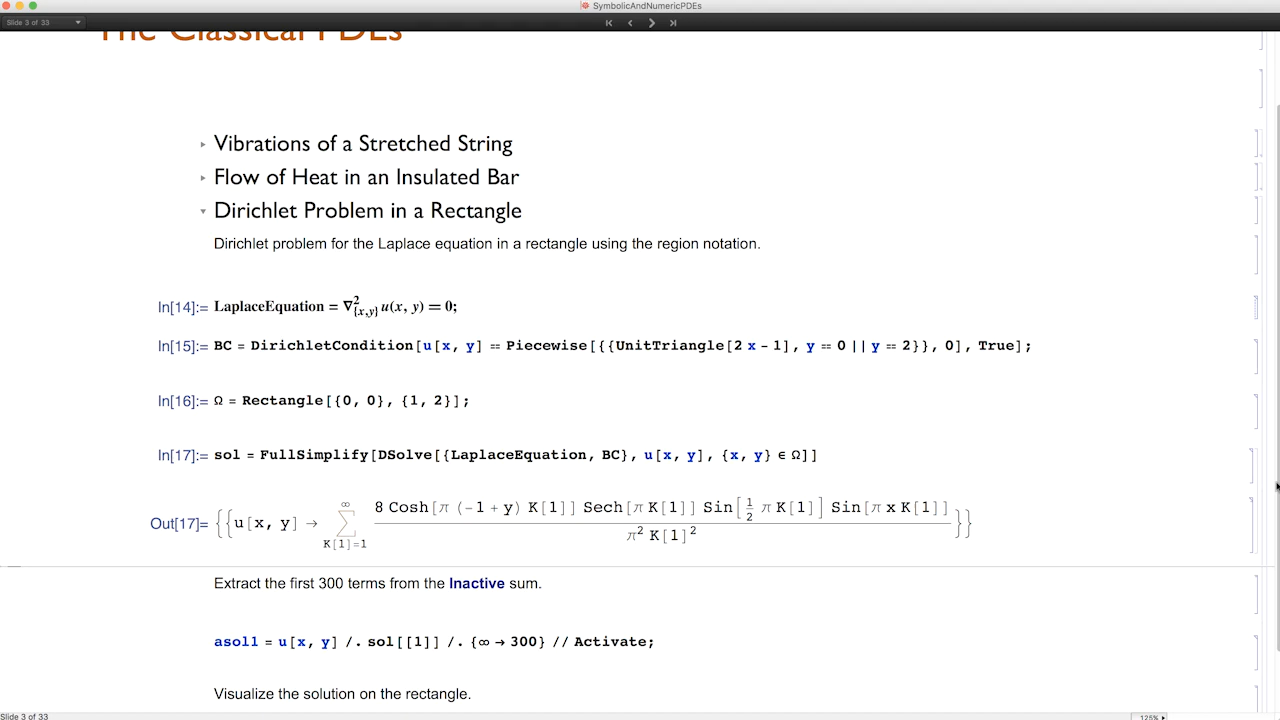 SymbolicAndNumericPDEs
Slide 3 of 33
The Classical PDEs
Vibrations of a Stretched String
Flow of Heat in an Insulated Bar
Dirichlet Problem in a Rectangle
Dirichlet problem for the Laplace equation in a rectangle using the region notation.
In[14]:= LaplaceEquation = ∇²_{x,y} u(x, y) == 0;
In[15]:= BC = DirichletCondition[u[x, y] == Piecewise[{{UnitTriangle[2 x - 1], y == 0 || y == 2}}, 0], True];
In[16]:= Ω = Rectangle[{0, 0}, {1, 2}];
In[17]:= sol = FullSimplify[DSolve[{LaplaceEquation, BC}, u[x, y], {x, y} ∈ Ω]]
Out[17]= {{u[x, y] → ∑_{K[1]=1}^{∞} (8 Cosh[π (-1 + y) K[1]] Sech[π K[1]] Sin[1/2 π K[1]] Sin[π x K[1]]) / (π² K[1]²)}}
Extract the first 300 terms from the Inactive sum.
asol1 = u[x, y] /. sol[[1]] /. {∞ → 300} // Activate;
Visualize the solution on the rectangle.
Slide 3 of 33
125%